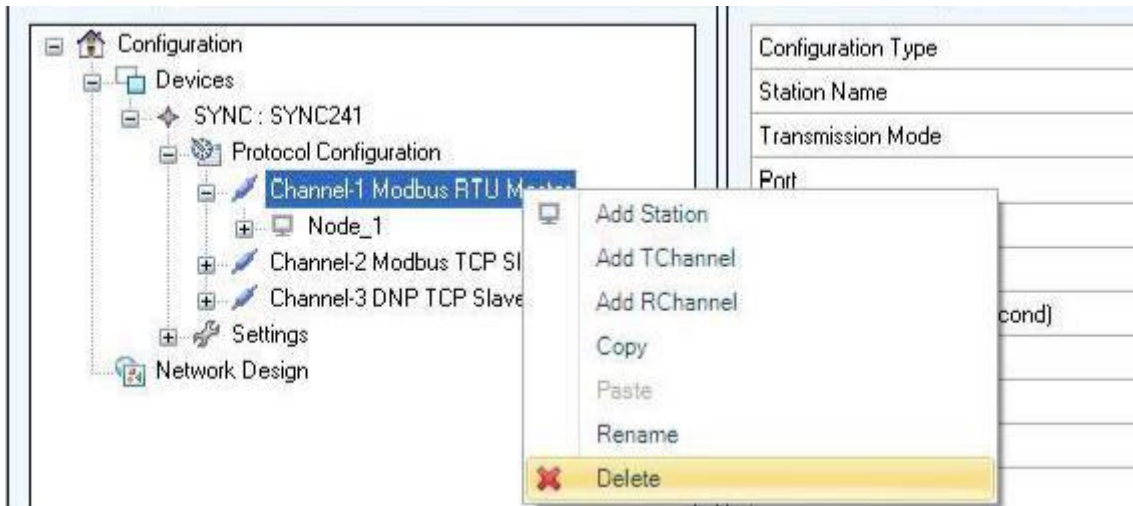 Configuration
Devices
SYNC : SYNC241
Protocol Configuration
Channel-1 Modbus RTU Master
Node_1
Channel-2 Modbus TCP Sl
Channel-3 DNP TCP Slave
Settings
Network Design
Add Station
Add TChannel
Add RChannel
Copy
Paste
Rename
Delete
Configuration Type
Station Name
Transmission Mode
Port
cond)